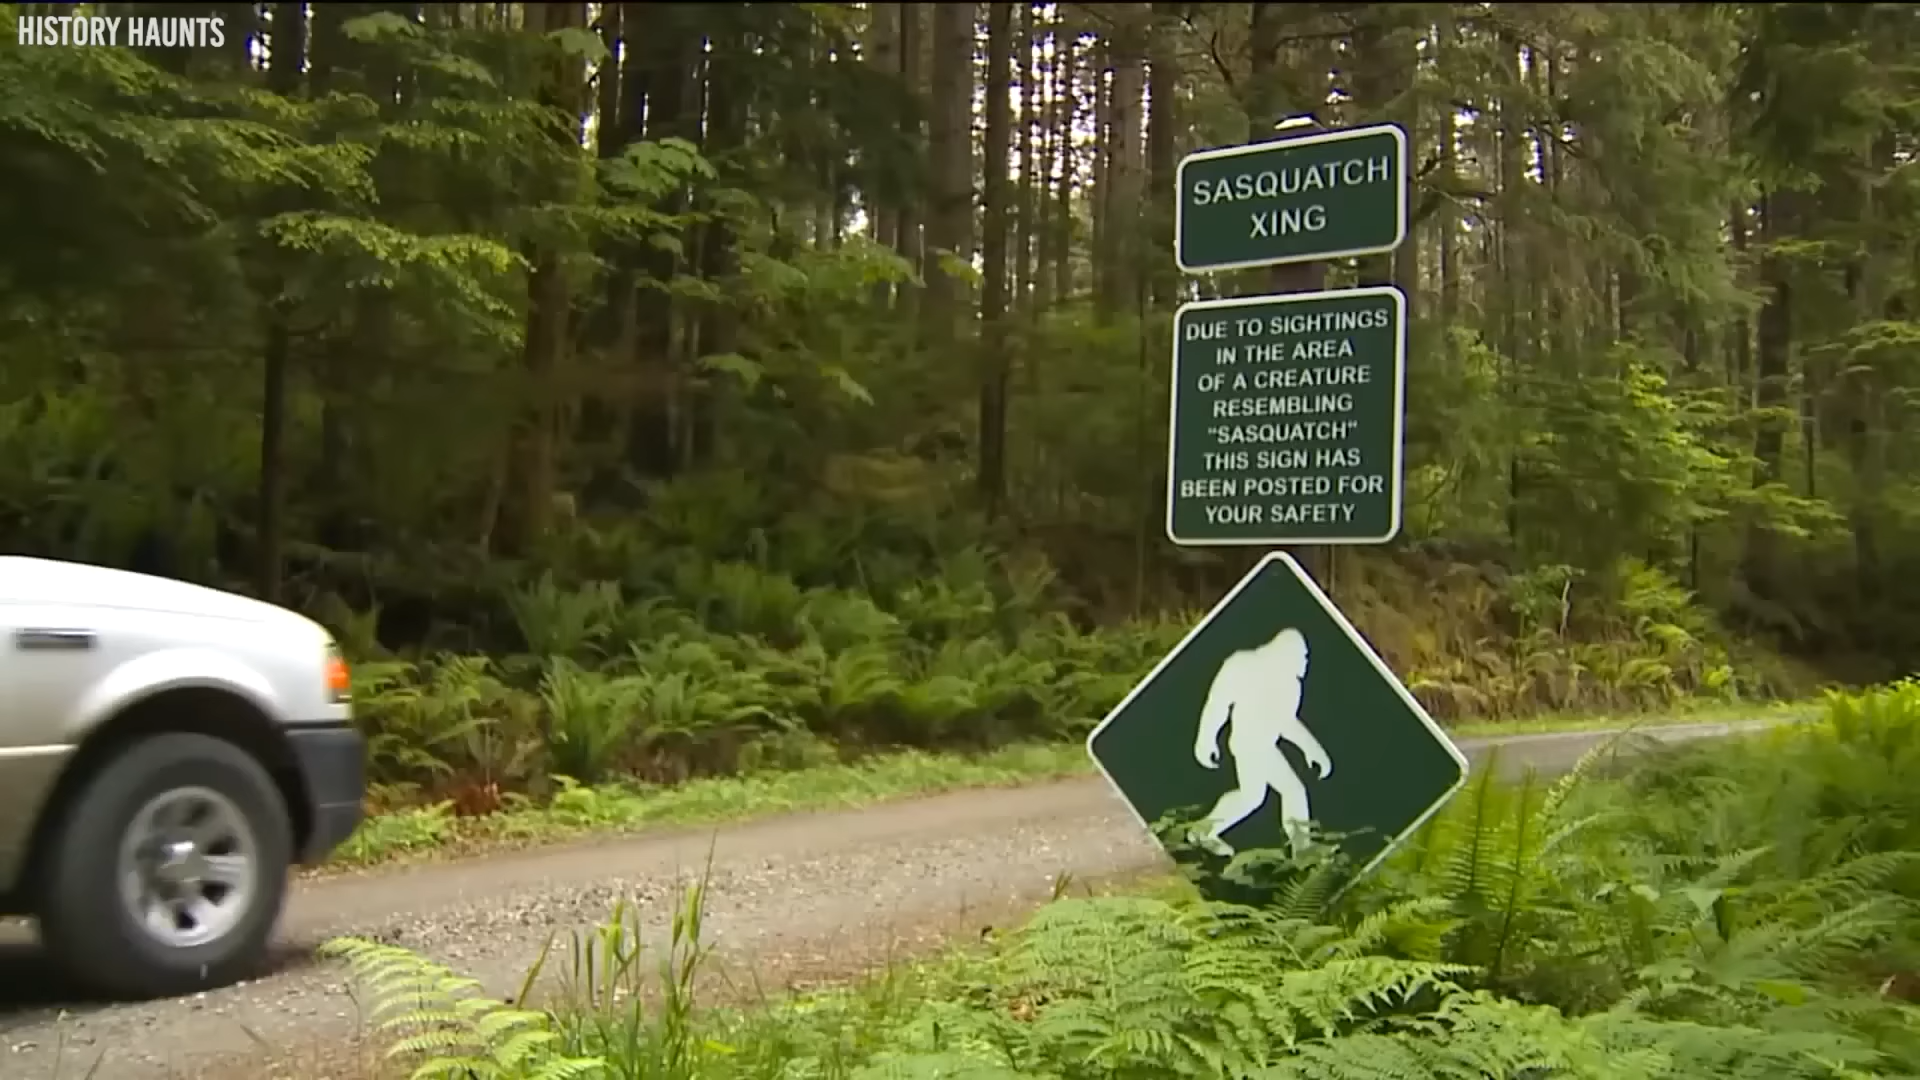 HISTORY HAUNTS
SASQUATCH
XING
DUE TO SIGHTINGS
IN THE AREA
OF A CREATURE
RESEMBLING
"SASQUATCH"
THIS SIGN HAS
BEEN POSTED FOR
YOUR SAFETY